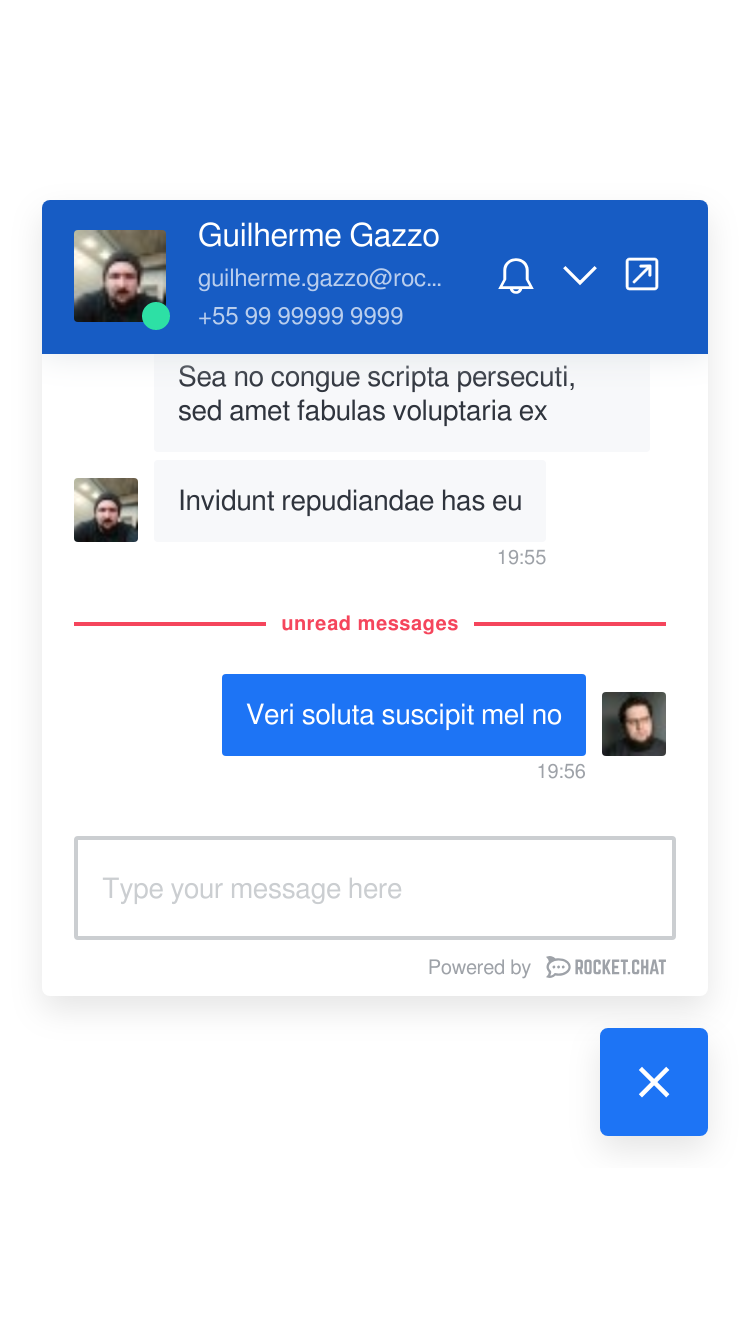 Guilherme Gazzo
guilherme.gazzo@roc...
+55 99 99999 9999
Sea no congue scripta persecuti,
sed amet fabulas voluptaria ex
Invidunt repudiandae has eu
19:55
unread messages
Veri soluta suscipit mel no
19:56
Type your message here
Powered by ROCKET.CHAT